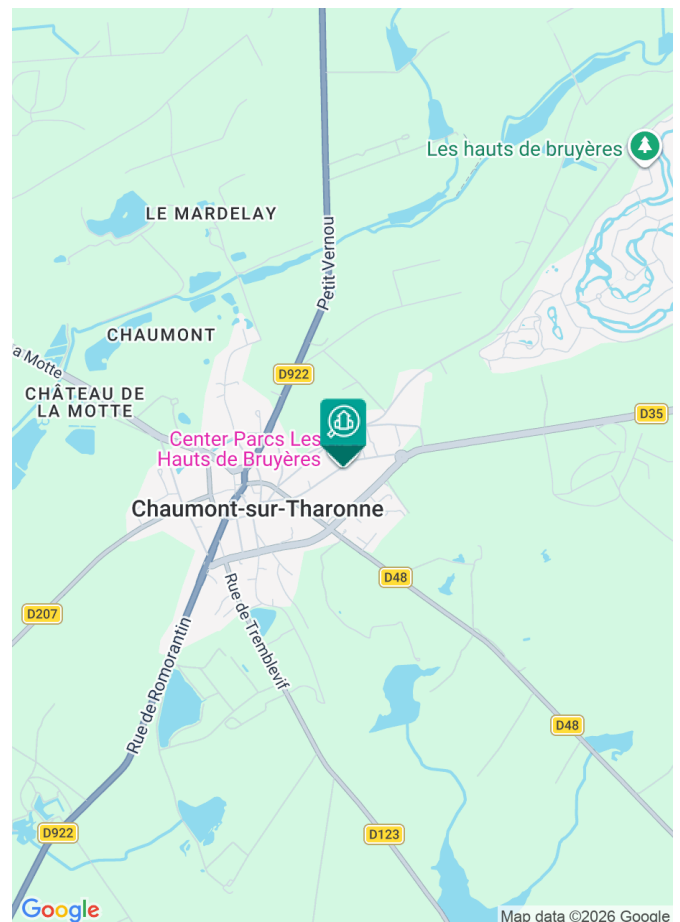 Les hauts de bruyères
LE MARDELAY
Petit Vernou
CHAUMONT
la Motte
D922
CHÂTEAU DE
LA MOTTE
D35
Center Parcs Les
Hauts de Bruyères
Chaumont-sur-Tharonne
D48
D207
Rue de Tremblevif
Rue de Romorantin
D48
D922
D123
Google
Map data ©2026 Google